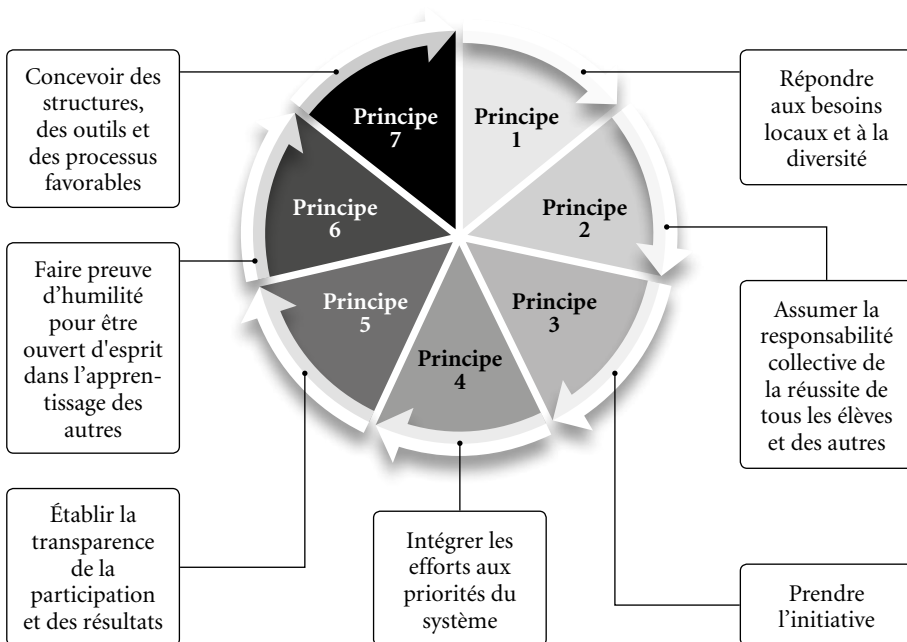 Concevoir des
structures,
des outils et
des processus
favorables
Répondre
aux besoins
locaux et à la
diversité
Principe
7
Principe
1
Principe
6
Principe
2
Principe
5
Principe
3
Principe
4
Faire preuve
d’humilité
pour être
ouvert d'esprit
dans l’appren-
tissage des
autres
Assumer la
responsabilité
collective de
la réussite de
tous les élèves
et des autres
Établir la
transparence
de la
participation
et des résultats
Intégrer les
efforts aux
priorités du
système
Prendre
l’initiative